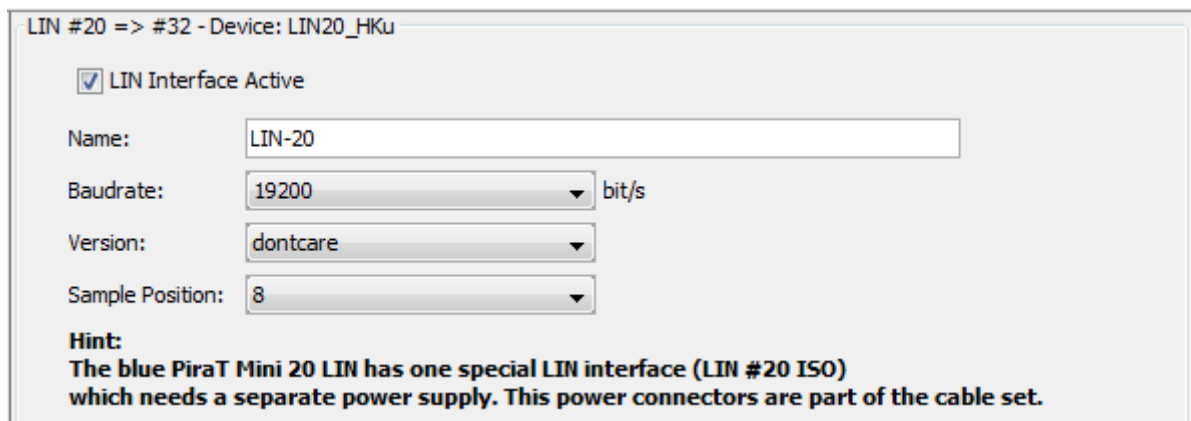 LIN #20 => #32 - Device: LIN20_HKu
LIN Interface Active
Name: LIN-20
Baudrate: 19200 bit/s
Version: dontcare
Sample Position: 8
Hint:
The blue PiraT Mini 20 LIN has one special LIN interface (LIN #20 ISO)
which needs a separate power supply. This power connectors are part of the cable set.